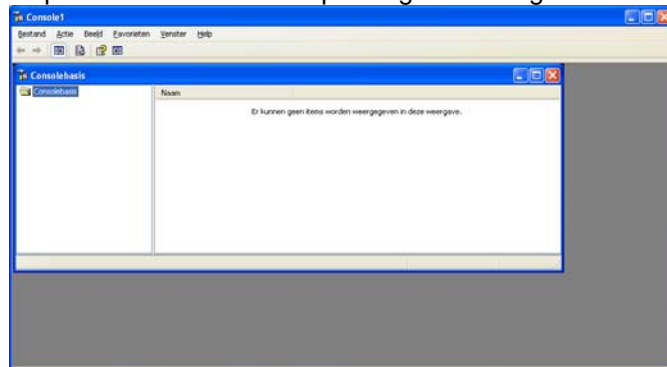 Console1
Bestand Actie Beeld Favorieten Venster Help
Consolebasis
Consolebasis
Naam
Er kunnen geen items worden weergegeven in deze weergave.